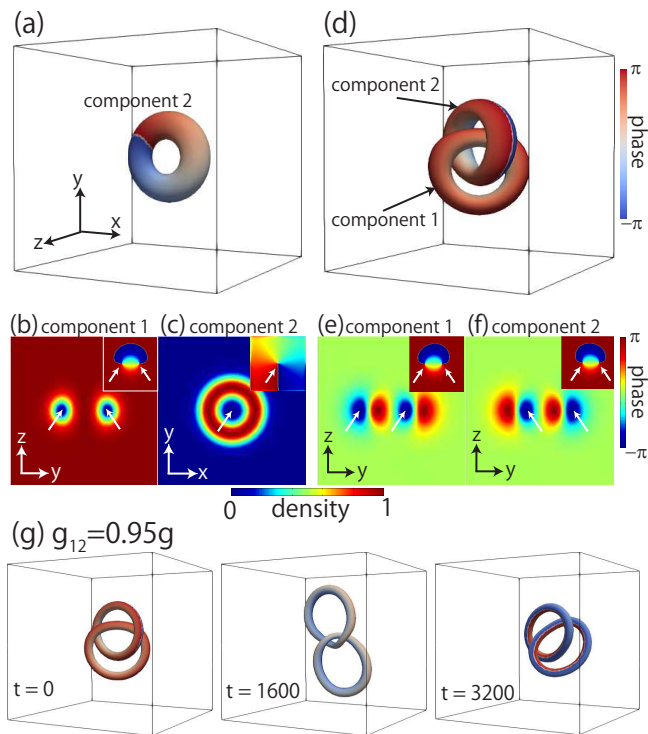 (a)
component 2
y
x
z
(d)
component 2
component 1
π
phase
−π
(b) component 1
z
y
(c) component 2
y
x
(e) component 1
z
y
(f) component 2
z
y
π
phase
−π
0 density 1
(g) g12=0.95g
t = 0
t = 1600
t = 3200